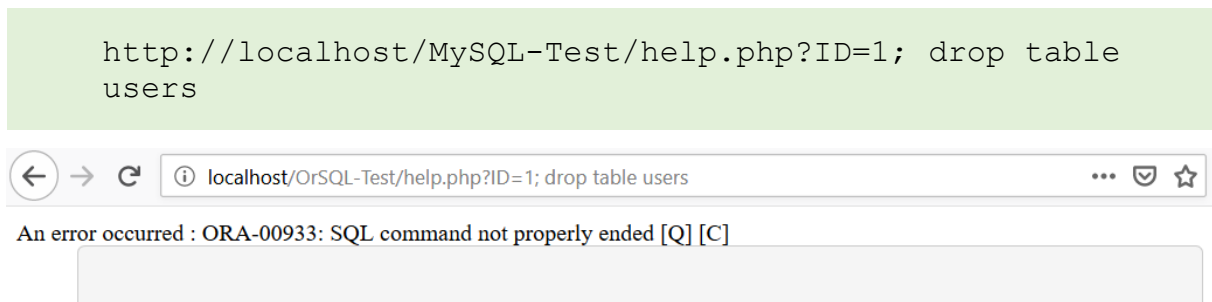 http://localhost/MySQL-Test/help.php?ID=1; drop table
users
localhost/OrSQL-Test/help.php?ID=1; drop table users
An error occurred : ORA-00933: SQL command not properly ended [Q] [C]